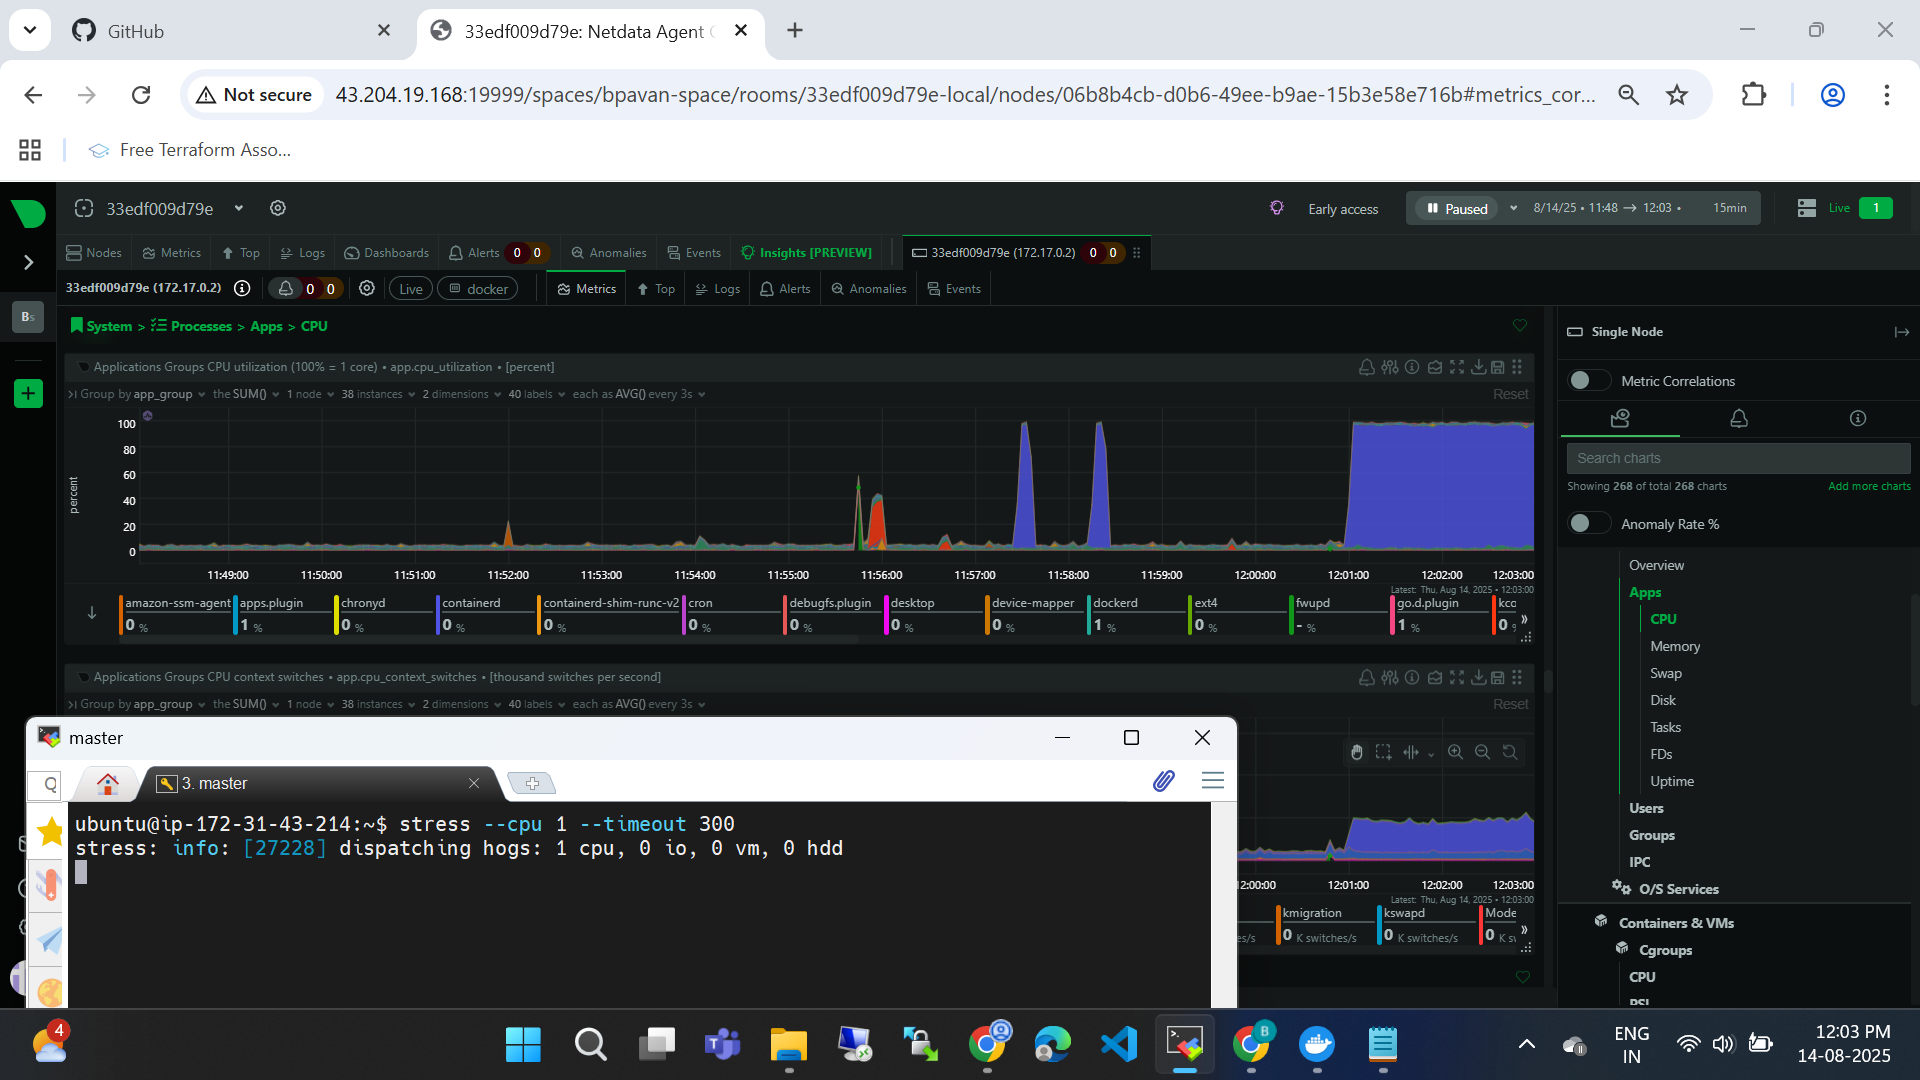 GitHub
33edf009d79e: Netdata Agent
Not secure
43.204.19.168:19999/spaces/bpavan-space/rooms/33edf009d79e-local/nodes/06b8b4cb-d0b6-49ee-b9ae-15b3e58e716b#metrics_cor...
Free Terraform Asso...
33edf009d79e
Early access
Paused
8/14/25 • 11:48 → 12:03 •
15min
Live
1
Nodes
Metrics
Top
Logs
Dashboards
Alerts
0 0
Anomalies
Events
Insights [PREVIEW]
33edf009d79e (172.17.0.2)
0 0
33edf009d79e (172.17.0.2)
0 0
Live
docker
Metrics
Top
Logs
Alerts
Anomalies
Events
Bs
System > Processes > Apps > CPU
Applications Groups CPU utilization (100% = 1 core) • app.cpu_utilization • [percent]
Group by app_group the SUM() 1 node 38 instances 2 dimensions 40 labels each as AVG() every 3s
Reset
percent
100
80
60
40
20
0
11:49:00 11:50:00 11:51:00 11:52:00 11:53:00 11:54:00 11:55:00 11:56:00 11:57:00 11:58:00 11:59:00 12:00:00 12:01:00 12:02:00 12:03:00
Latest: Thu, Aug 14, 2025 • 12:03:00
amazon-ssm-agent apps.plugin chronyd containerd containerd-shim-runc-v2 cron debugfs.plugin desktop device-mapper dockerd ext4 fwupd go.d.plugin kco
0 % 1 % 0 % 0 % 0 % 0 % 0 % 0 % 0 % 1 % 0 % - % 1 % 0 %
Applications Groups CPU context switches • app.cpu_context_switches • [thousand switches per second]
Group by app_group the SUM() 1 node 38 instances 2 dimensions 40 labels each as AVG() every 3s
Reset
12:00:00 12:01:00 12:02:00 12:03:00
Latest: Thu, Aug 14, 2025 • 12:03:00
kmigration kswapd Mode
es/s 0 K switches/s 0 K switches/s 0 K sv
Single Node
Metric Correlations
Search charts
Showing 268 of total 268 charts
Add more charts
Anomaly Rate %
Overview
Apps
CPU
Memory
Swap
Disk
Tasks
FDs
Uptime
Users
Groups
IPC
O/S Services
Containers & VMs
Cgroups
CPU
PSI
master
Q
3. master
ubuntu@ip-172-31-43-214:~$ stress --cpu 1 --timeout 300
stress: info: [27228] dispatching hogs: 1 cpu, 0 io, 0 vm, 0 hdd
4
B
ENG
IN
12:03 PM
14-08-2025